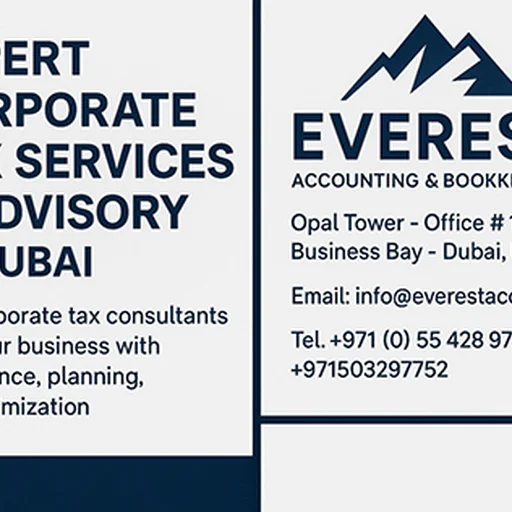 PERT
RPORATE
X SERVICES
DVISORY
UBAI
porate tax consultants
ur business with
nce, planning,
mization
EVERES
ACCOUNTING & BOOKK
Opal Tower - Office # 1
Business Bay - Dubai,
Email: info@everestac
Tel. +971 (0) 55 428 97
+971503297752